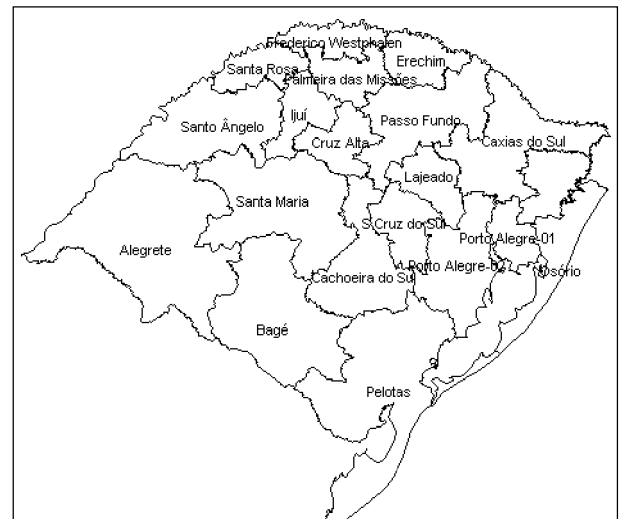 Frederico Westphalen
Erechim
Santa Rosa
Palmeira das Missões
Ijuí
Santo Ângelo
Passo Fundo
Cruz Alta
Caxias do Sul
Lajeado
Santa Maria
S.Cruz do Sul
Porto Alegre-01
Alegrete
Porto Alegre-02
Osório
Cachoeira do Sul
Bagé
Pelotas